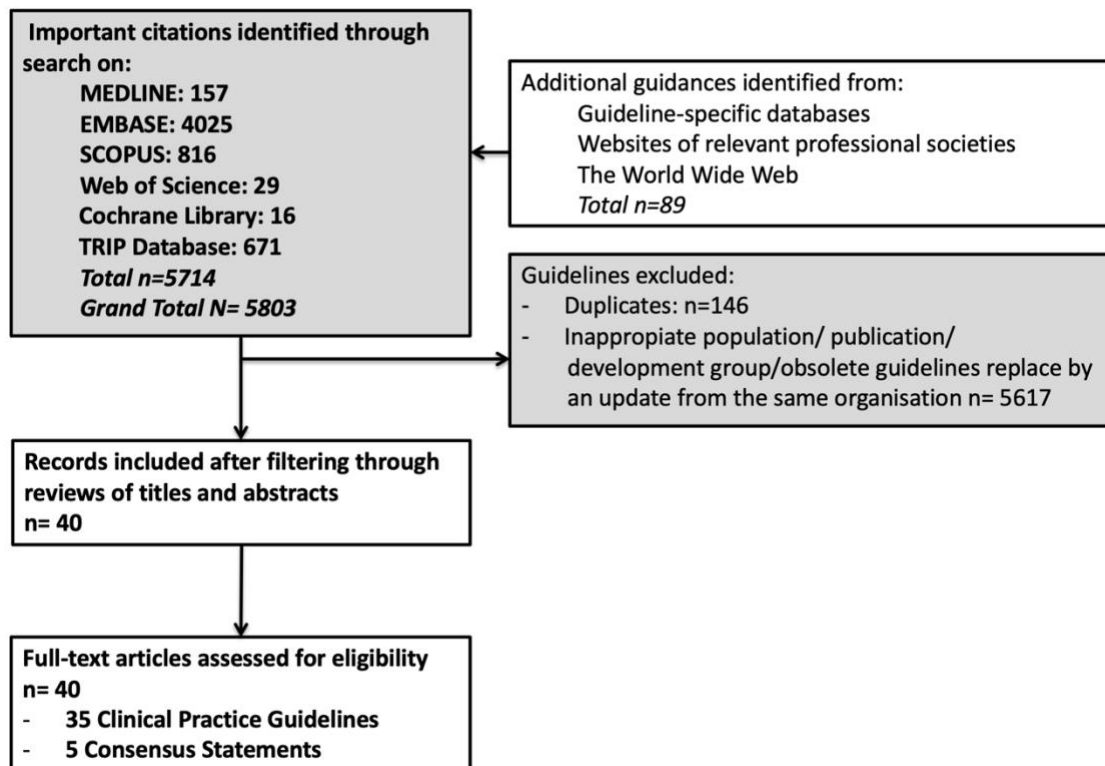 Important citations identified through
search on:
MEDLINE: 157
EMBASE: 4025
SCOPUS: 816
Web of Science: 29
Cochrane Library: 16
TRIP Database: 671
Total n=5714
Grand Total N= 5803
Additional guidances identified from:
Guideline-specific databases
Websites of relevant professional societies
The World Wide Web
Total n=89
Guidelines excluded:
- Duplicates: n=146
- Inappropiate population/ publication/
development group/obsolete guidelines replace by
an update from the same organisation n= 5617
Records included after filtering through
reviews of titles and abstracts
n= 40
Full-text articles assessed for eligibility
n= 40
- 35 Clinical Practice Guidelines
- 5 Consensus Statements